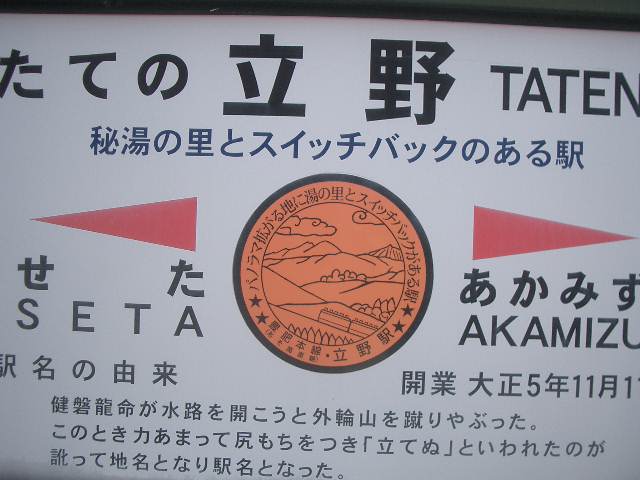 たての 立野 TATEN
秘湯の里とスイッチバックのある駅
パノラマ拡がる地に湯の里とスイッチバックがある駅
豊肥本線・立野駅
せた
SETA
あかみず
AKAMIZU
駅名の由来
開業 大正5年11月11
健磐龍命が水路を開こうと外輪山を蹴りやぶった。
このとき力あまって尻もちをつき「立てぬ」といわれたのが
訛って地名となり駅名となった。